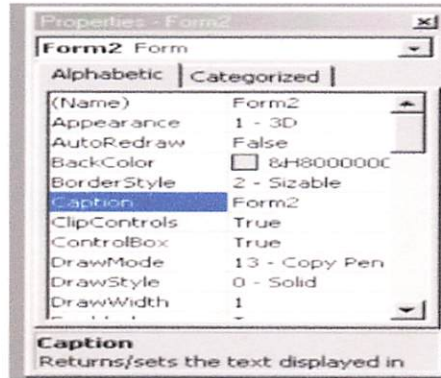 Properties - Form2
Form2 Form
Alphabetic Categorized
(Name) Form2
Appearance 1 - 3D
AutoRedraw False
BackColor &H8000000
BorderStyle 2 - Sizable
Caption Form2
ClipControls True
ControlBox True
DrawMode 13 - Copy Pen
DrawStyle 0 - Solid
DrawWidth 1
Caption
Returns/sets the text displayed in